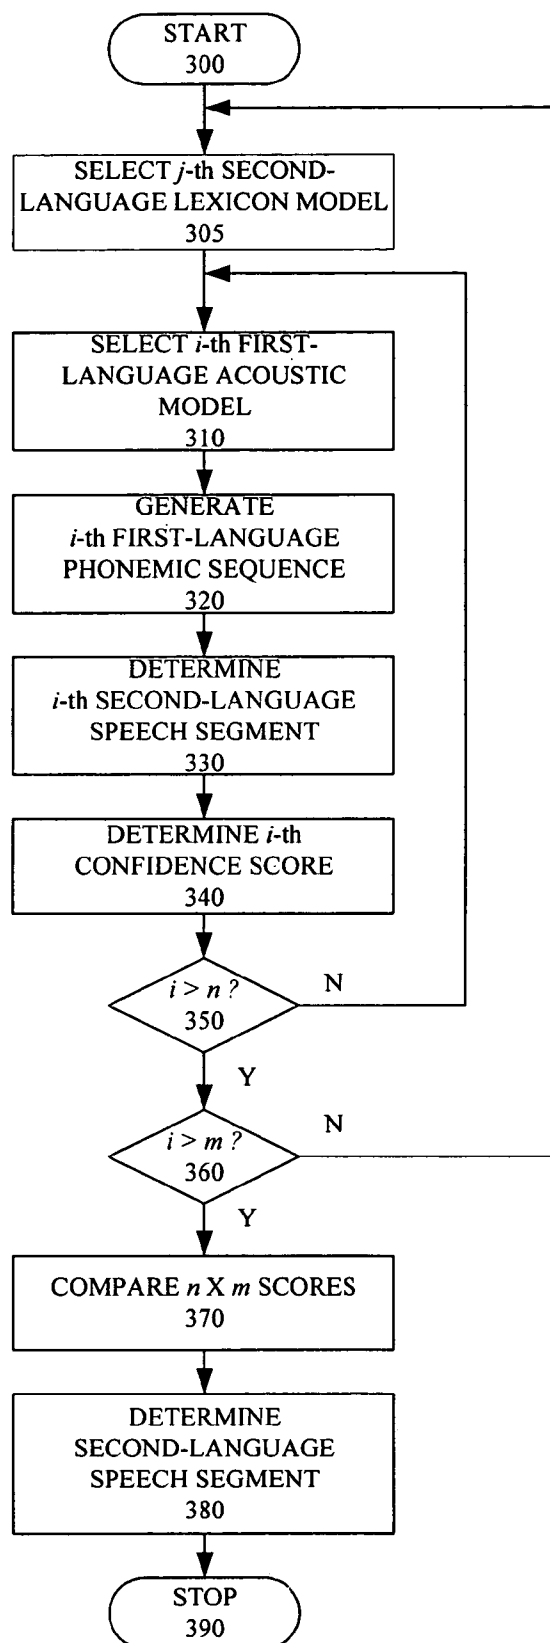 START
300
SELECT j-th SECOND-
LANGUAGE LEXICON MODEL
305
SELECT i-th FIRST-
LANGUAGE ACOUSTIC
MODEL
310
GENERATE
i-th FIRST-LANGUAGE
PHONEMIC SEQUENCE
320
DETERMINE
i-th SECOND-LANGUAGE
SPEECH SEGMENT
330
DETERMINE i-th
CONFIDENCE SCORE
340
i > n ?
350
N
Y
i > m ?
360
N
Y
COMPARE n X m SCORES
370
DETERMINE
SECOND-LANGUAGE
SPEECH SEGMENT
380
STOP
390